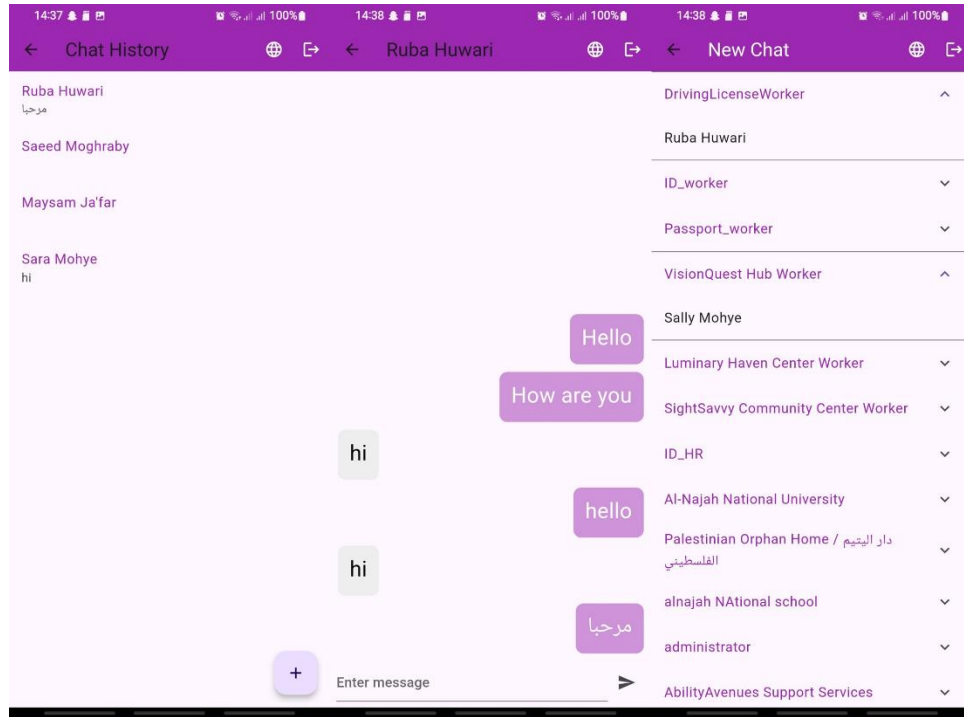 14:37
100%
Chat History
Ruba Huwari
مرحبا
Saeed Moghraby
Maysam Ja'far
Sara Mohye
hi
+
14:38
100%
Ruba Huwari
Hello
How are you
hi
hello
hi
مرحبا
Enter message
14:38
100%
New Chat
DrivingLicenseWorker
Ruba Huwari
ID_worker
Passport_worker
VisionQuest Hub Worker
Sally Mohye
Luminary Haven Center Worker
SightSavvy Community Center Worker
ID_HR
Al-Najah National University
Palestinian Orphan Home / دار اليتيم
الفلسطيني
alnajah NAtional school
administrator
AbilityAvenues Support Services